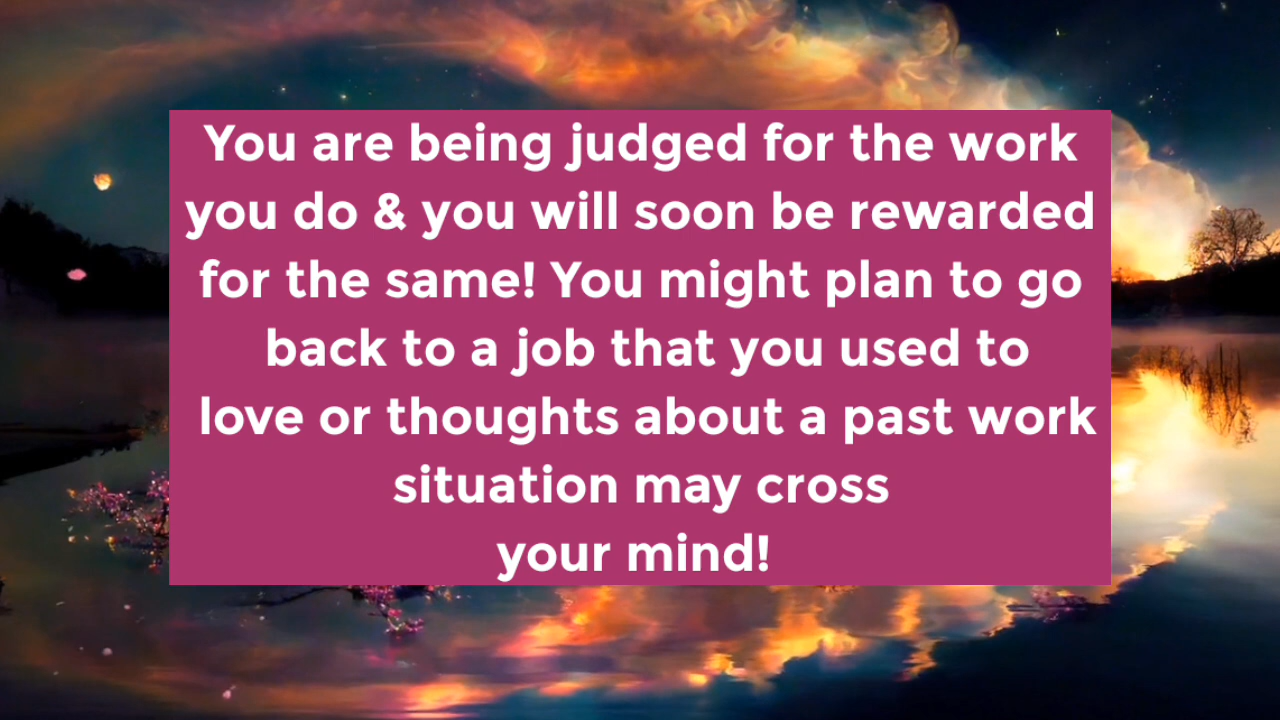 You are being judged for the work
you do & you will soon be rewarded
for the same! You might plan to go
back to a job that you used to
love or thoughts about a past work
situation may cross
your mind!